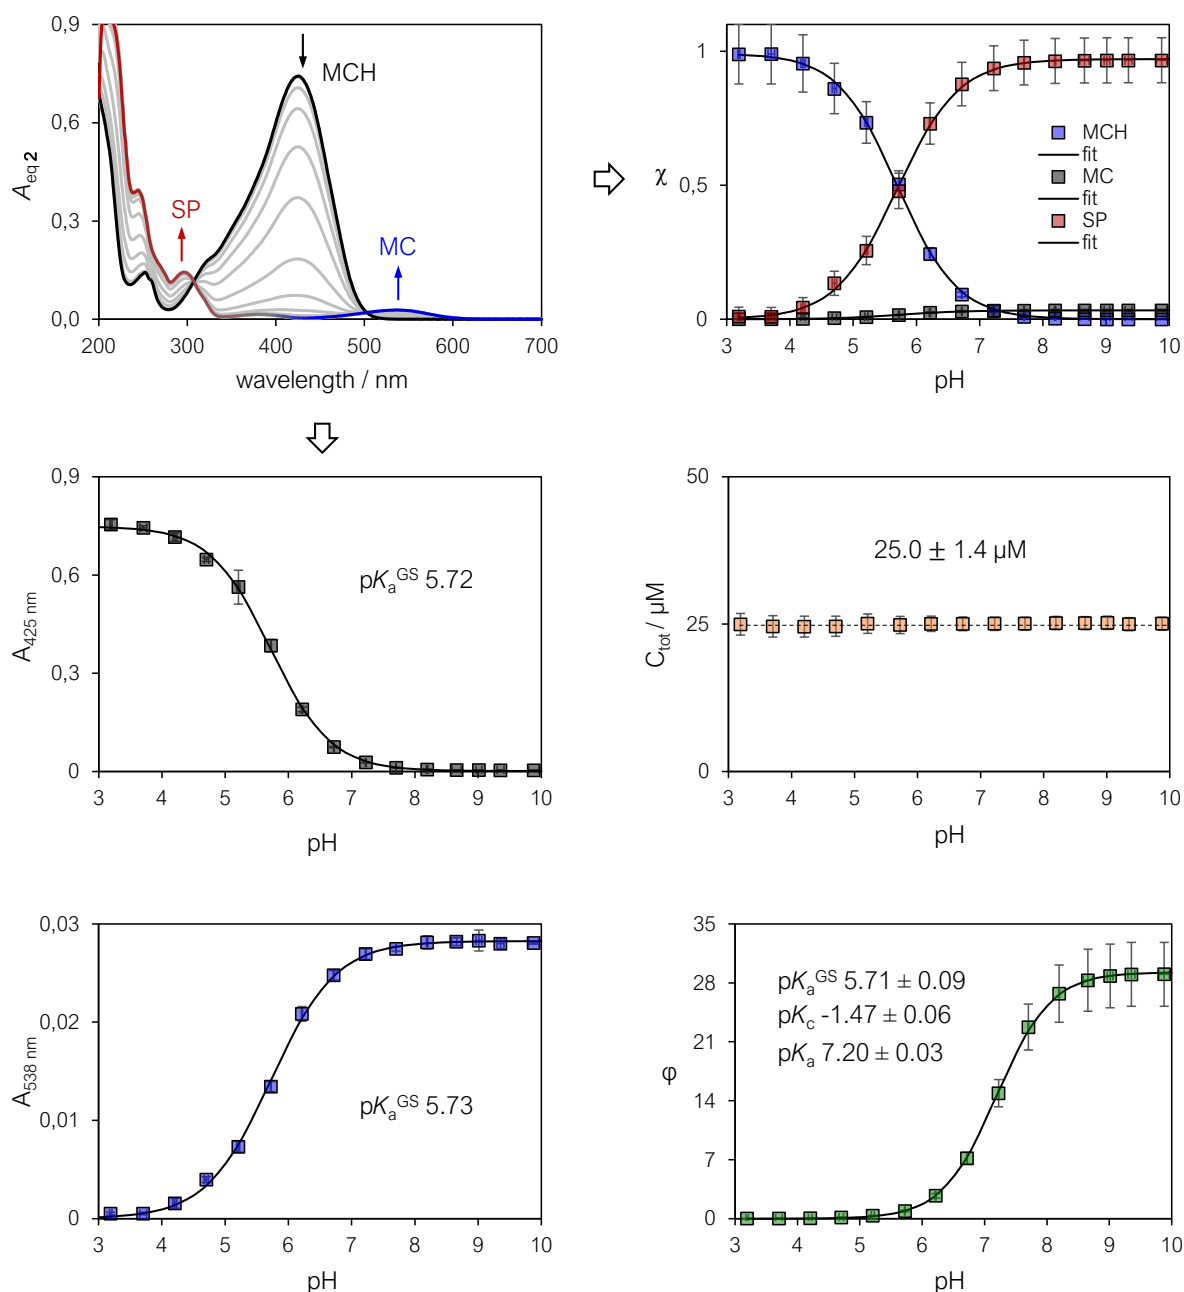 0,9
0,6
0,3
0,0
A_eq 2
MCH
SP
MC
200 300 400 500 600 700
wavelength / nm
1
0,5
0
χ
MCH
fit
MC
fit
SP
fit
3 4 5 6 7 8 9 10
pH
0,9
0,6
0,3
0
A_425 nm
pK_a^GS 5.72
3 4 5 6 7 8 9 10
pH
50
25
0
C_tot / µM
25.0 ± 1.4 µM
3 4 5 6 7 8 9 10
pH
0,03
0,02
0,01
0
A_538 nm
pK_a^GS 5.73
3 4 5 6 7 8 9 10
pH
35
28
21
14
7
0
φ
pK_a^GS 5.71 ± 0.09
pK_c -1.47 ± 0.06
pK_a 7.20 ± 0.03
3 4 5 6 7 8 9 10
pH